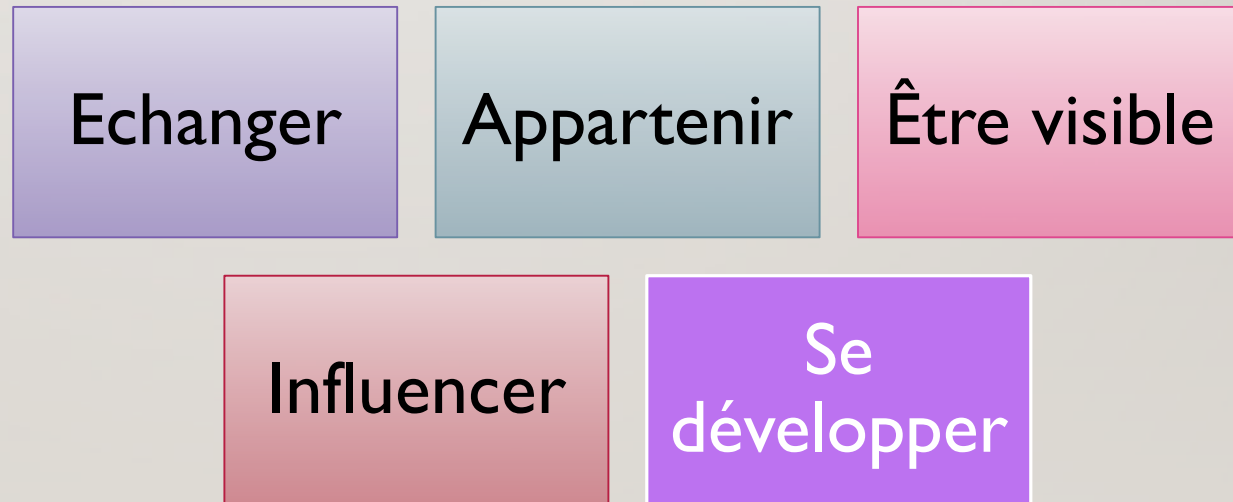 Echanger
Appartenir
Être visible
Influencer
Se
développer